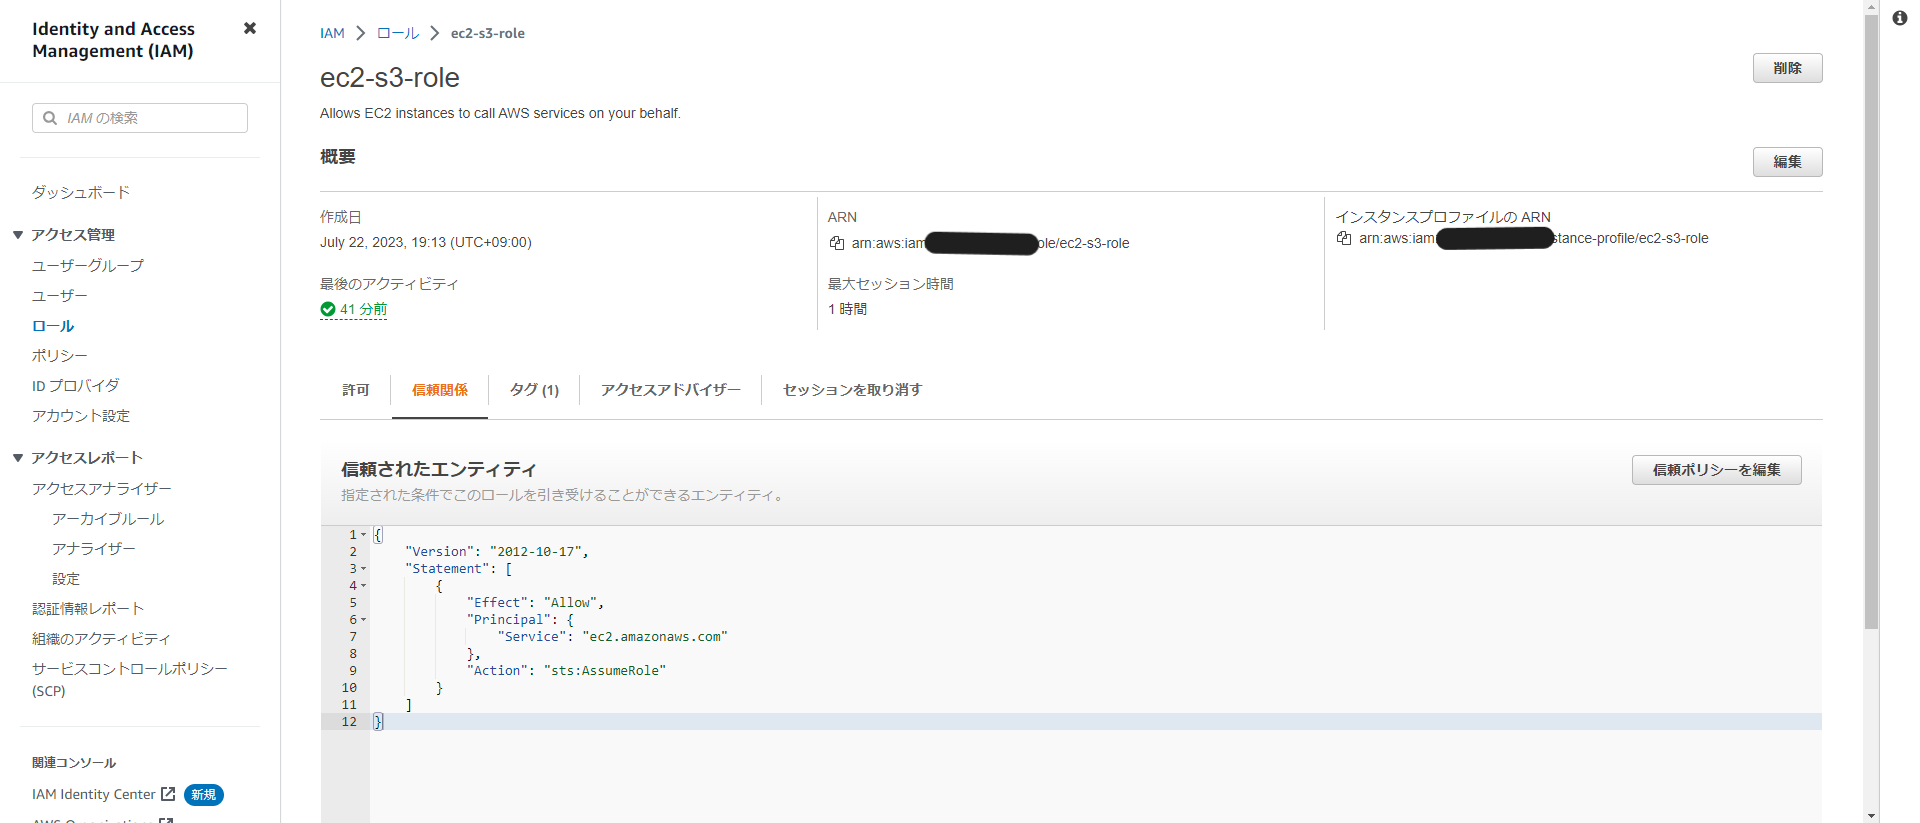 Identity and Access
Management (IAM)
IAM の検索
ダッシュボード
アクセス管理
ユーザーグループ
ユーザー
ロール
ポリシー
ID プロバイダ
アカウント設定
アクセスレポート
アクセスアナライザー
アーカイブルール
アナライザー
設定
認証情報レポート
組織のアクティビティ
サービスコントロールポリシー
(SCP)
関連コンソール
IAM Identity Center 新規
IAM > ロール > ec2-s3-role
ec2-s3-role
削除
Allows EC2 instances to call AWS services on your behalf.
概要
編集
作成日
July 22, 2023, 19:13 (UTC+09:00)
最後のアクティビティ
41 分前
ARN
arn:aws:iam ole/ec2-s3-role
最大セッション時間
1 時間
インスタンスプロファイルの ARN
arn:aws:iam stance-profile/ec2-s3-role
許可 信頼関係 タグ (1) アクセスアドバイザー セッションを取り消す
信頼されたエンティティ
信頼ポリシーを編集
指定された条件でこのロールを引き受けることができるエンティティ。
1 {
2 "Version": "2012-10-17",
3 "Statement": [
4 {
5 "Effect": "Allow",
6 "Principal": {
7 "Service": "ec2.amazonaws.com"
8 },
9 "Action": "sts:AssumeRole"
10 }
11 ]
12 }